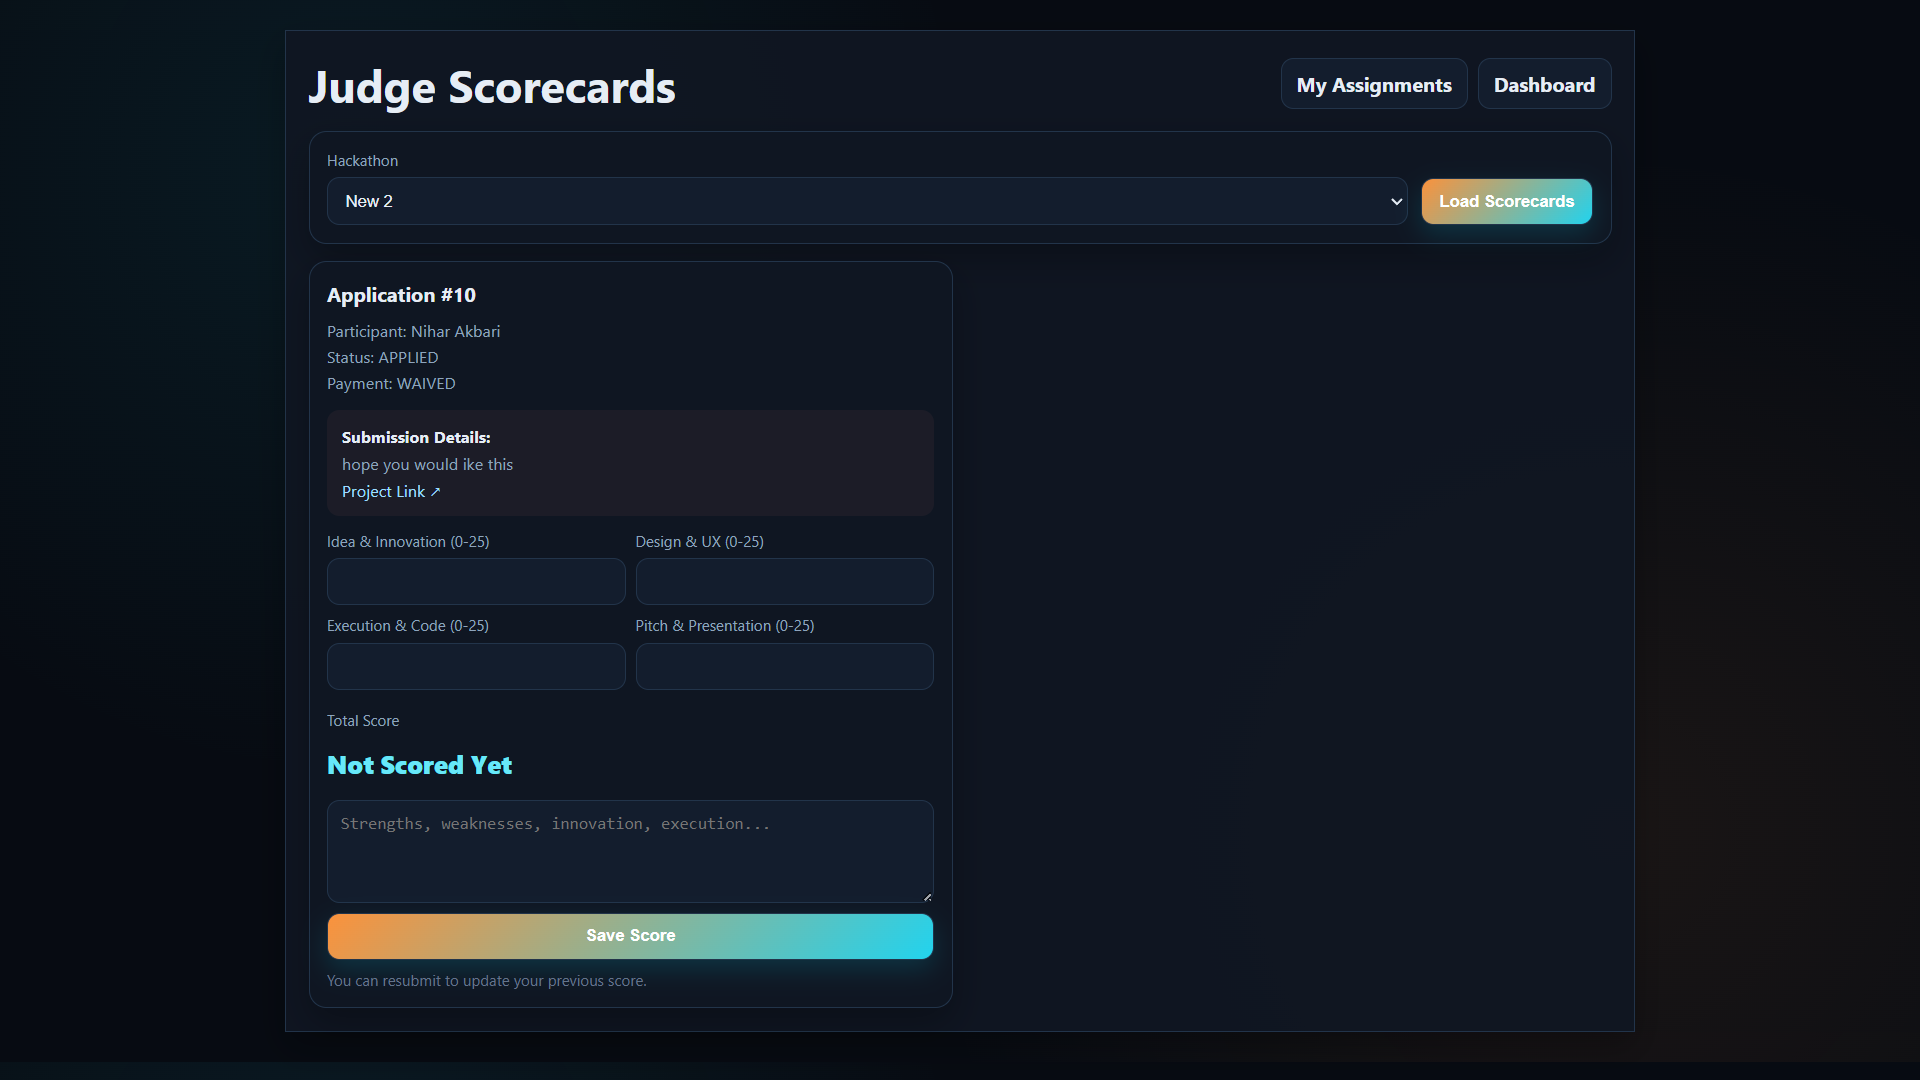 Judge Scorecards
My Assignments
Dashboard
Hackathon
New 2
Load Scorecards
Application #10
Participant: Nihar Akbari
Status: APPLIED
Payment: WAIVED
Submission Details:
hope you would ike this
Project Link ↗
Idea & Innovation (0-25)
Design & UX (0-25)
Execution & Code (0-25)
Pitch & Presentation (0-25)
Total Score
Not Scored Yet
Strengths, weaknesses, innovation, execution...
Save Score
You can resubmit to update your previous score.